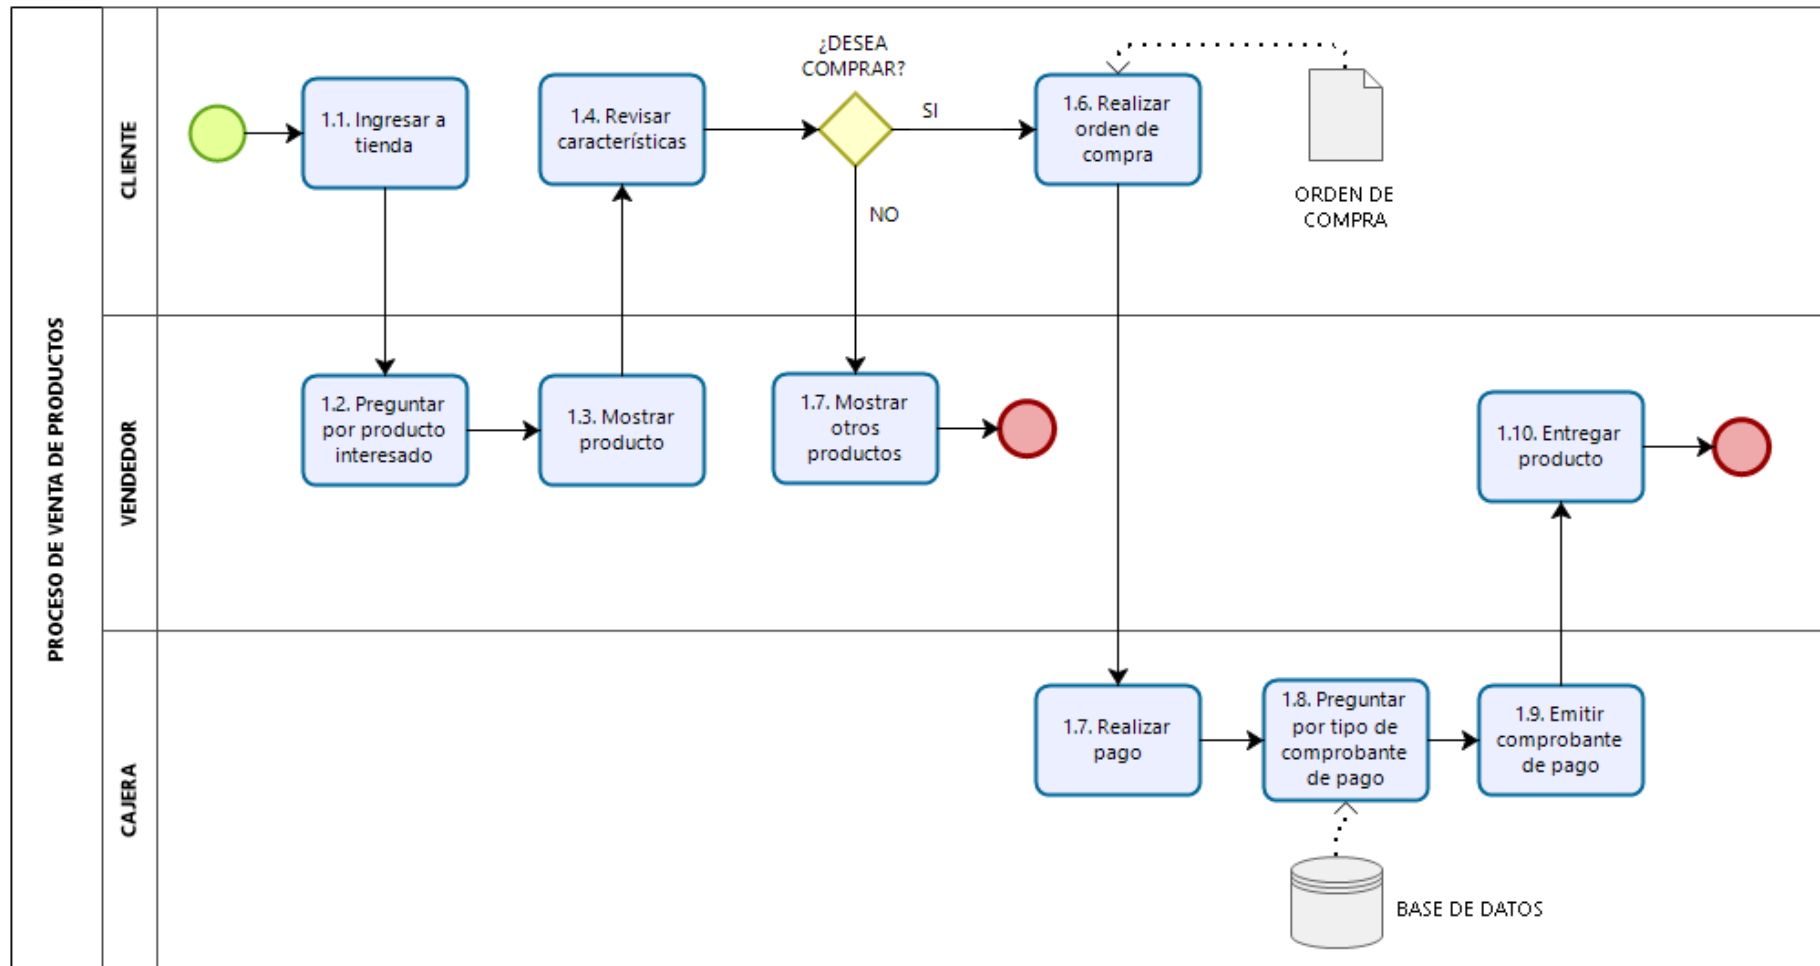 PROCESO DE VENTA DE PRODUCTOS
CLIENTE
1.1. Ingresar a
tienda
1.4. Revisar
características
¿DESEA
COMPRAR?
SI
NO
1.6. Realizar
orden de
compra
ORDEN DE
COMPRA
VENDEDOR
1.2. Preguntar
por producto
interesado
1.3. Mostrar
producto
1.7. Mostrar
otros
productos
1.10. Entregar
producto
CAJERA
1.7. Realizar
pago
1.8. Preguntar
por tipo de
comprobante
de pago
1.9. Emitir
comprobante
de pago
BASE DE DATOS